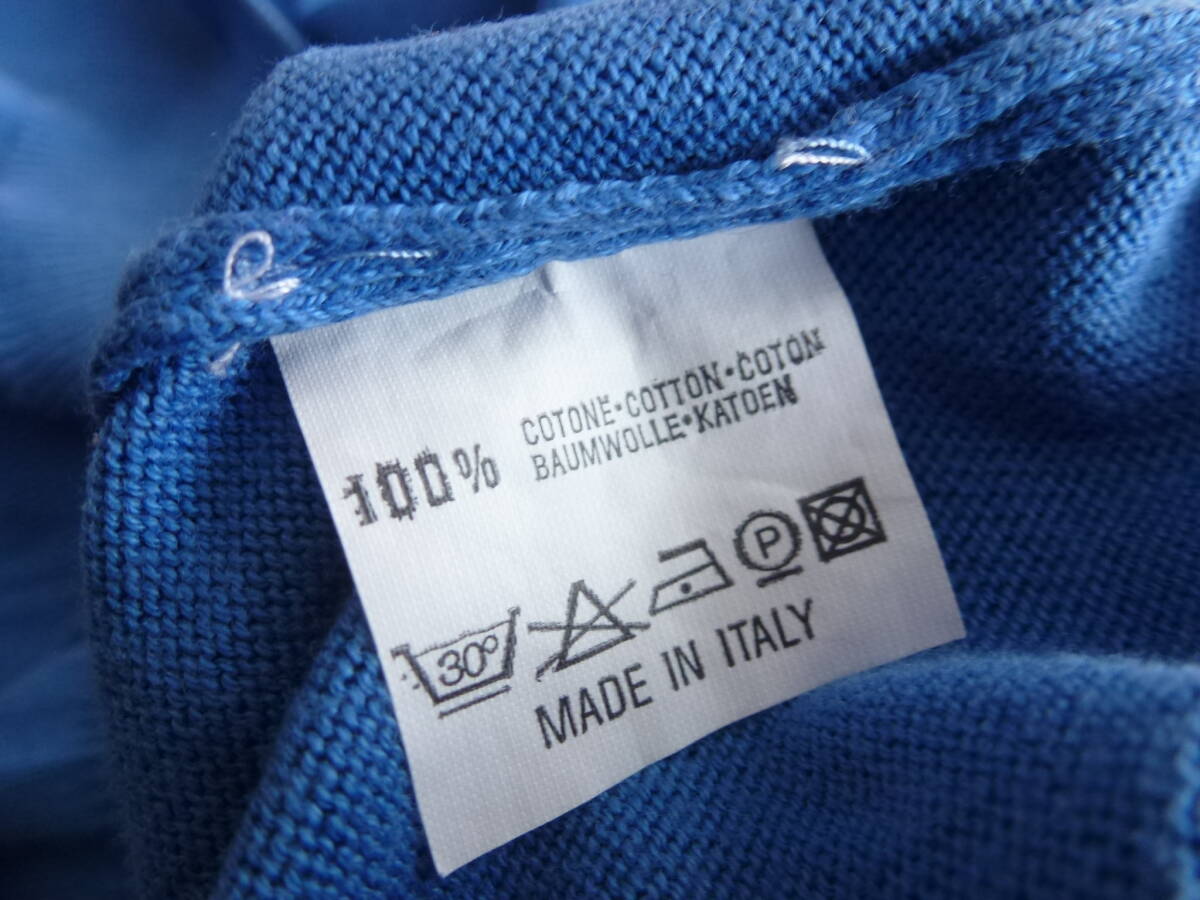 100% COTONE·COTTON·COTON
BAUMWOLLE·KATOEN
30° P
MADE IN ITALY